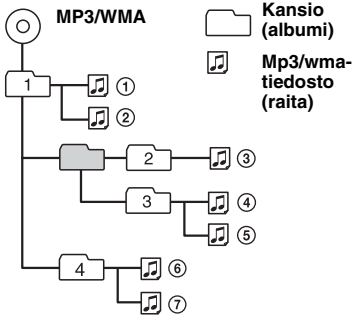 MP3/WMA
Kansio
(albumi)
Mp3/wma-
tiedosto
(raita)
1
①
②
2
③
3
④
⑤
4
⑥
⑦